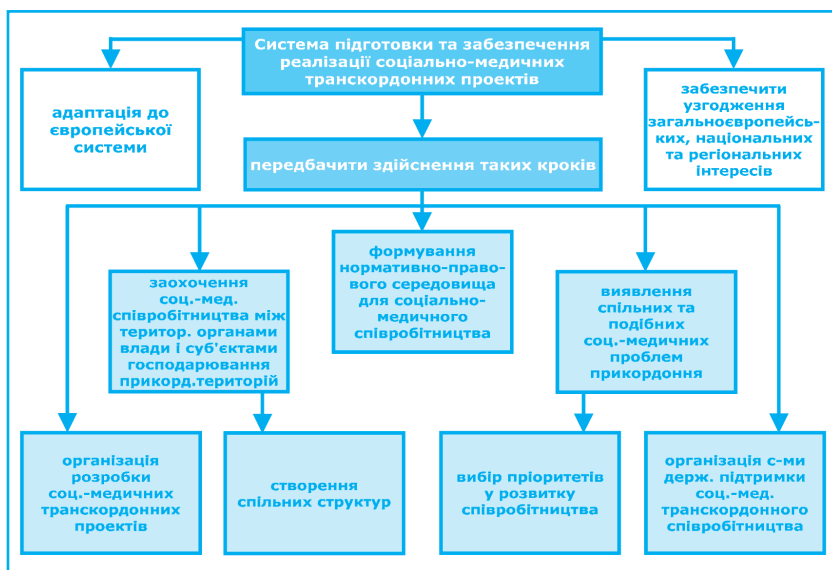 Система підготовки та забезпечення
реалізації соціально-медичних
транскордонних проектів
адаптація до
європейської
системи
забезпечити
узгодження
загальноєвропейсь-
ких, національних
та регіональних
інтересів
передбачити здійснення таких кроків
заохочення
соц.-мед.
співробітництва між
територ. органами
влади і суб'єктами
господарювання
прикорд.територій
формування
нормативно-право-
вого середовища
для соціально-
медичного
співробітництва
виявлення
спільних та
подібних
соц.-медичних
проблем
прикордоння
організація
розробки
соц.-медичних
транскордонних
проектів
створення
спільних структур
вибір пріоритетів
у розвитку
співробітництва
організація с-ми
держ. підтримки
соц.-мед.
транскордонного
співробітництва